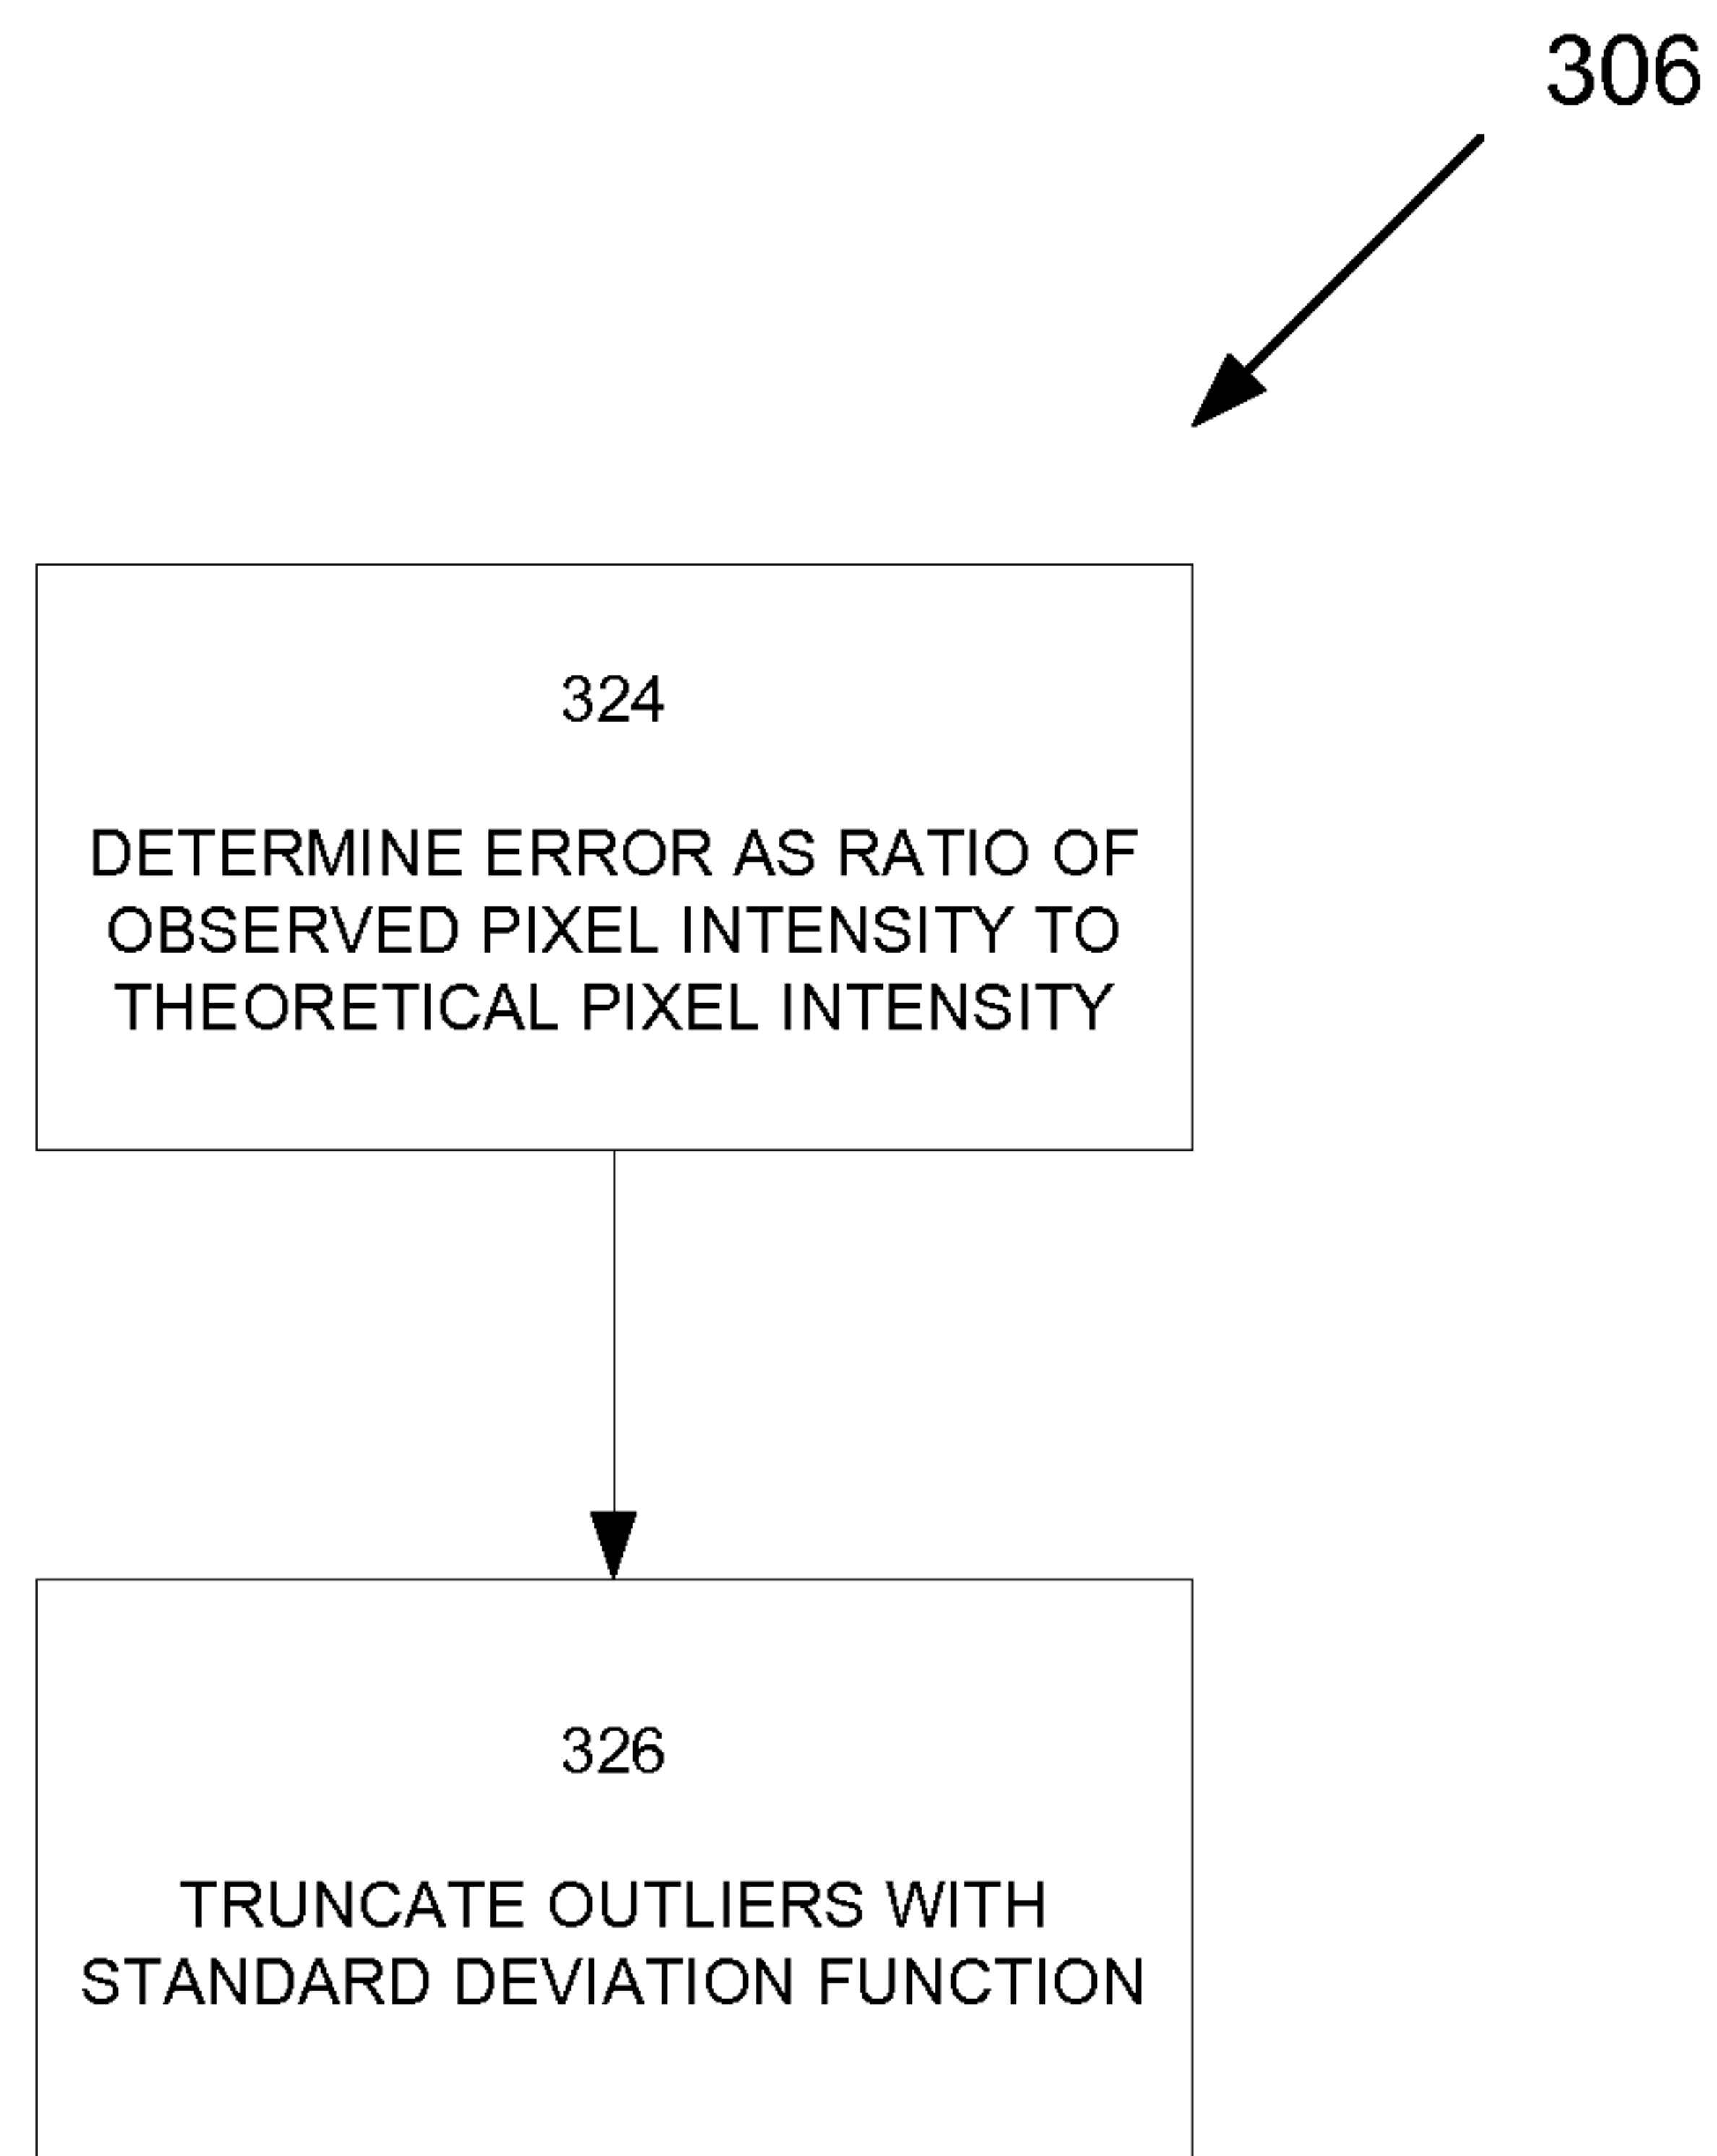 306
324
DETERMINE ERROR AS RATIO OF
OBSERVED PIXEL INTENSITY TO
THEORETICAL PIXEL INTENSITY
326
TRUNCATE OUTLIERS WITH
STANDARD DEVIATION FUNCTION